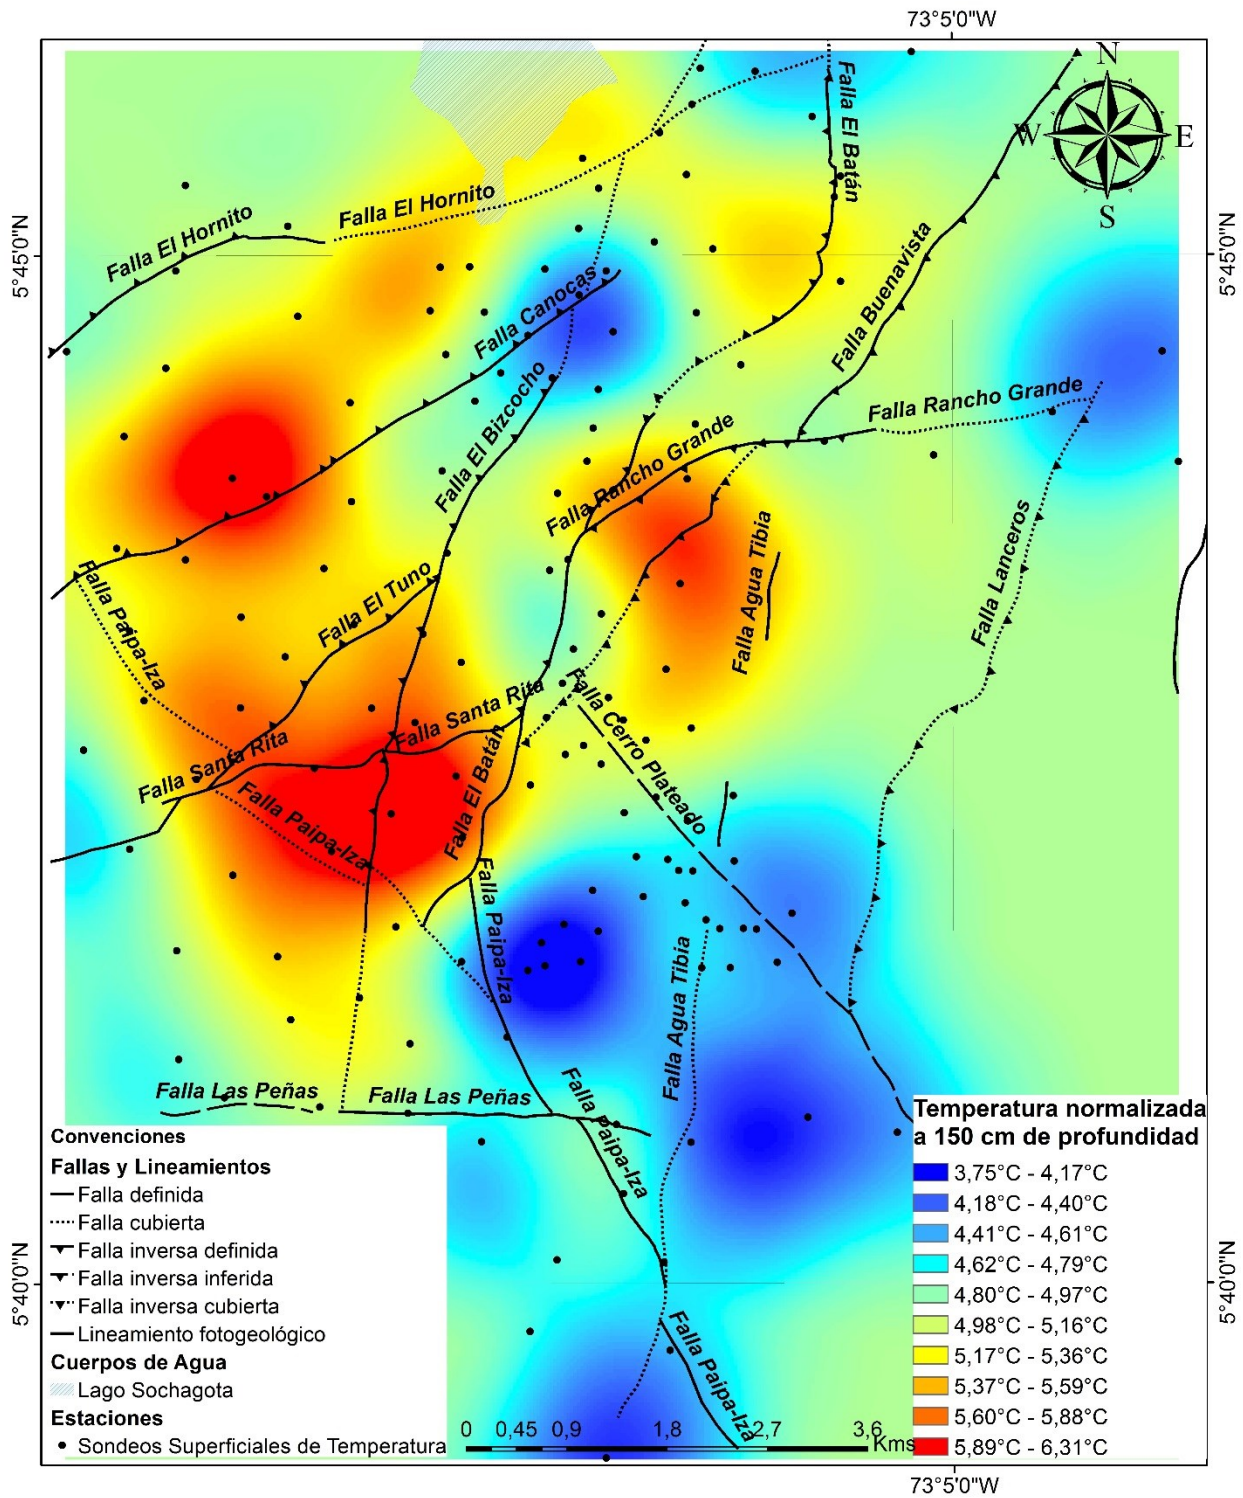 73°5'0"W
N
W E
S
Falla El Batán
Falla El Hornito
Falla El Hornito
5°45'0"N
5°45'0"N
Falla Buenavista
Falla Canocas
Falla El Bizcocho
Falla Rancho Grande
Falla Rancho Grande
Falla Agua Tibia
Falla Lanceros
Falla Paipa-Iza
Falla El Tuno
Falla Santa Rita
Falla Santa Rita
Falla Cerro Plateado
Falla El Batán
Falla Paipa-Iza
Falla Paipa-Iza
Falla Agua Tibia
Falla Las Peñas
Falla Las Peñas
Falla Paipa-Iza
Falla Paipa-Iza
5°40'0"N
5°40'0"N
Convenciones
Fallas y Lineamientos
Falla definida
Falla cubierta
Falla inversa definida
Falla inversa inferida
Falla inversa cubierta
Lineamiento fotogeológico
Cuerpos de Agua
Lago Sochagota
Estaciones
Sondeos Superficiales de Temperatura
0 0,45 0,9 1,8 2,7 3,6
Kms
Temperatura normalizada
a 150 cm de profundidad
3,75°C - 4,17°C
4,18°C - 4,40°C
4,41°C - 4,61°C
4,62°C - 4,79°C
4,80°C - 4,97°C
4,98°C - 5,16°C
5,17°C - 5,36°C
5,37°C - 5,59°C
5,60°C - 5,88°C
5,89°C - 6,31°C
73°5'0"W